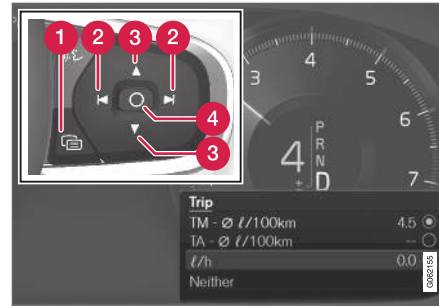 1
2
3
2
4
3
3
4
5
6
7
4
±
P
R
N
D
Trip
TM - Ø ℓ/100km 4.5
TA - Ø ℓ/100km --
ℓ/h 0.0
Neither
G062155